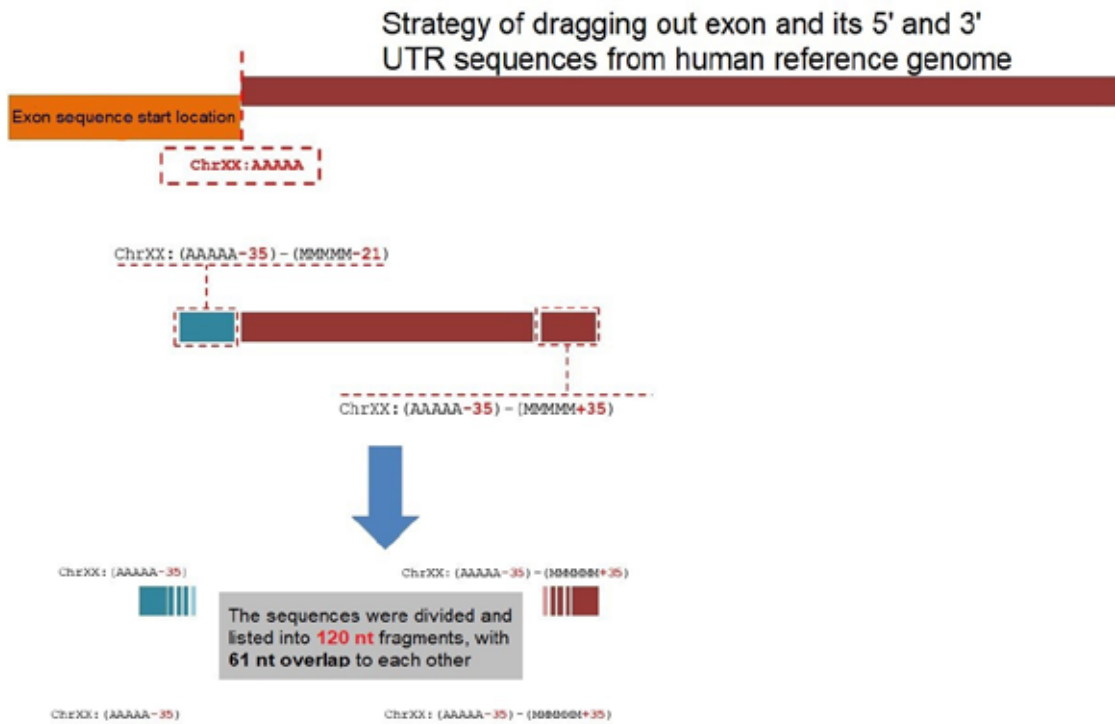 Strategy of dragging out exon and its 5' and 3'
UTR sequences from human reference genome
Exon sequence start location
ChrXX:AAAAA
ChrXX:(AAAAA-35)-(MMMMM-21)
ChrXX:(AAAAA-35)-(MMMMM+35)
ChrXX:(AAAAA-35) ChrXX:(AAAAA-35)-(MMMMMM+35)
The sequences were divided and
listed into 120 nt fragments, with
61 nt overlap to each other
ChrXX:(AAAAA-35) ChrXX:(AAAAA-35)-(MMMMMM+35)